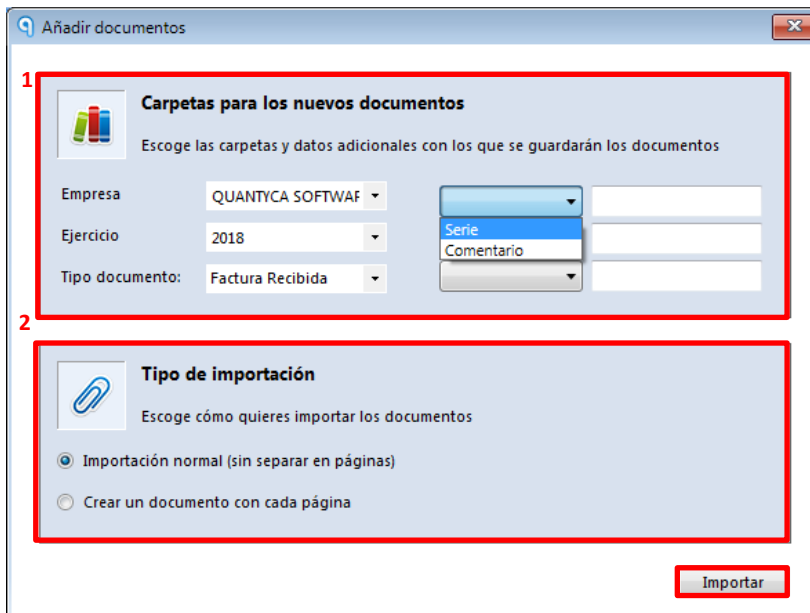 Añadir documentos
1
Carpetas para los nuevos documentos
Escoge las carpetas y datos adicionales con los que se guardarán los documentos
Empresa QUANTYCA SOFTWAR
Serie
Ejercicio 2018
Comentario
Tipo documento: Factura Recibida
2
Tipo de importación
Escoge cómo quieres importar los documentos
Importación normal (sin separar en páginas)
Crear un documento con cada página
Importar